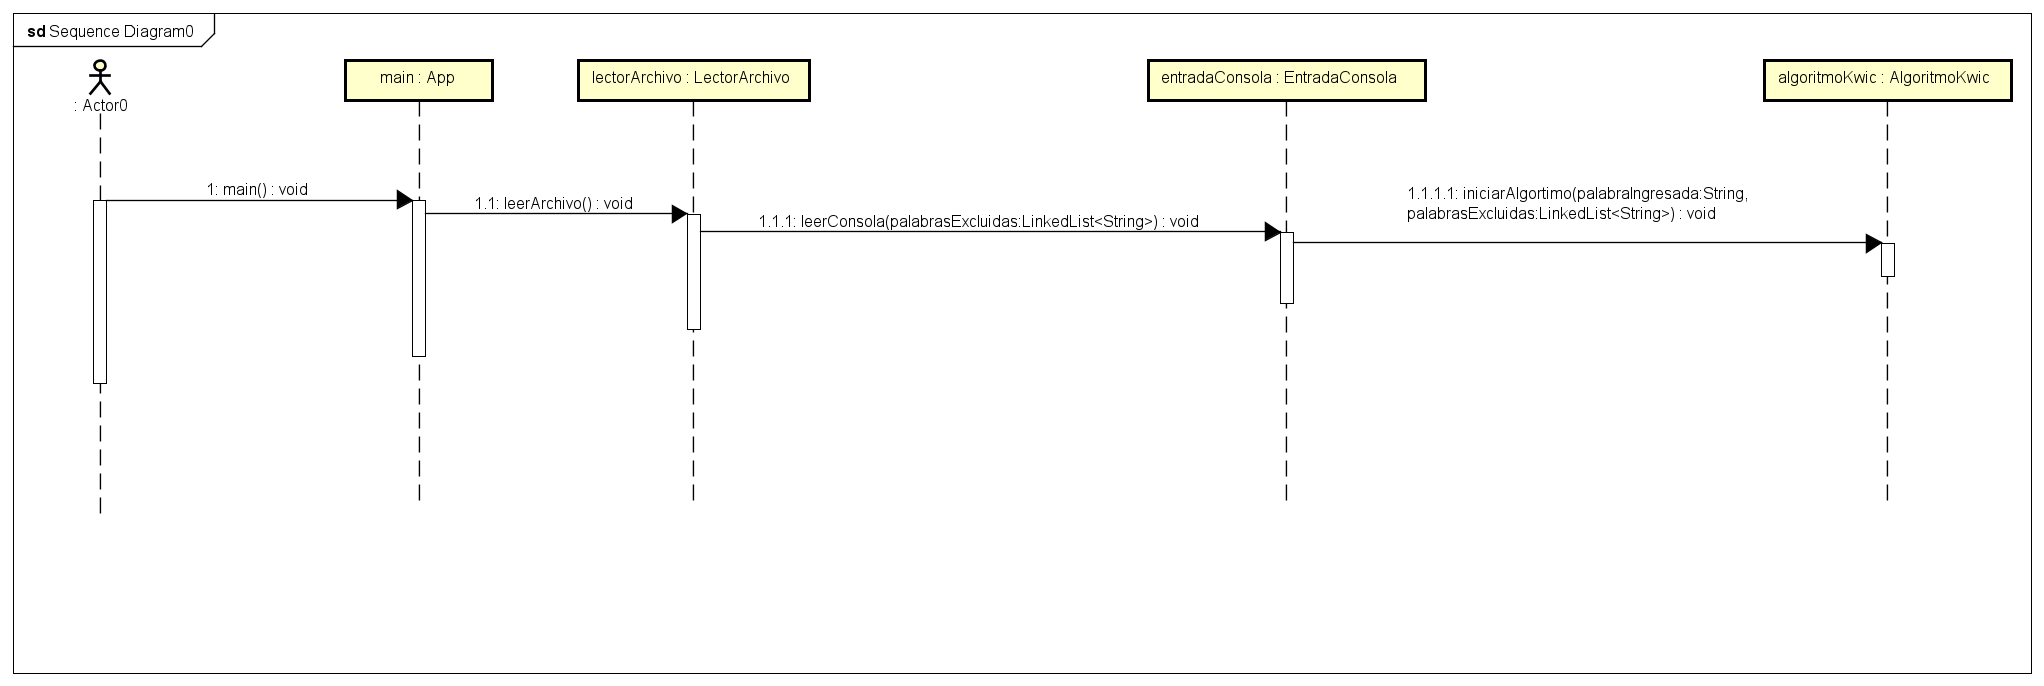 sd Sequence Diagram0
: Actor0
main : App
lectorArchivo : LectorArchivo
entradaConsola : EntradaConsola
algoritmoKwic : AlgoritmoKwic
1: main() : void
1.1: leerArchivo() : void
1.1.1: leerConsola(palabrasExcluidas:LinkedList<String>) : void
1.1.1.1: iniciarAlgortimo(palabraIngresada:String,
palabrasExcluidas:LinkedList<String>) : void